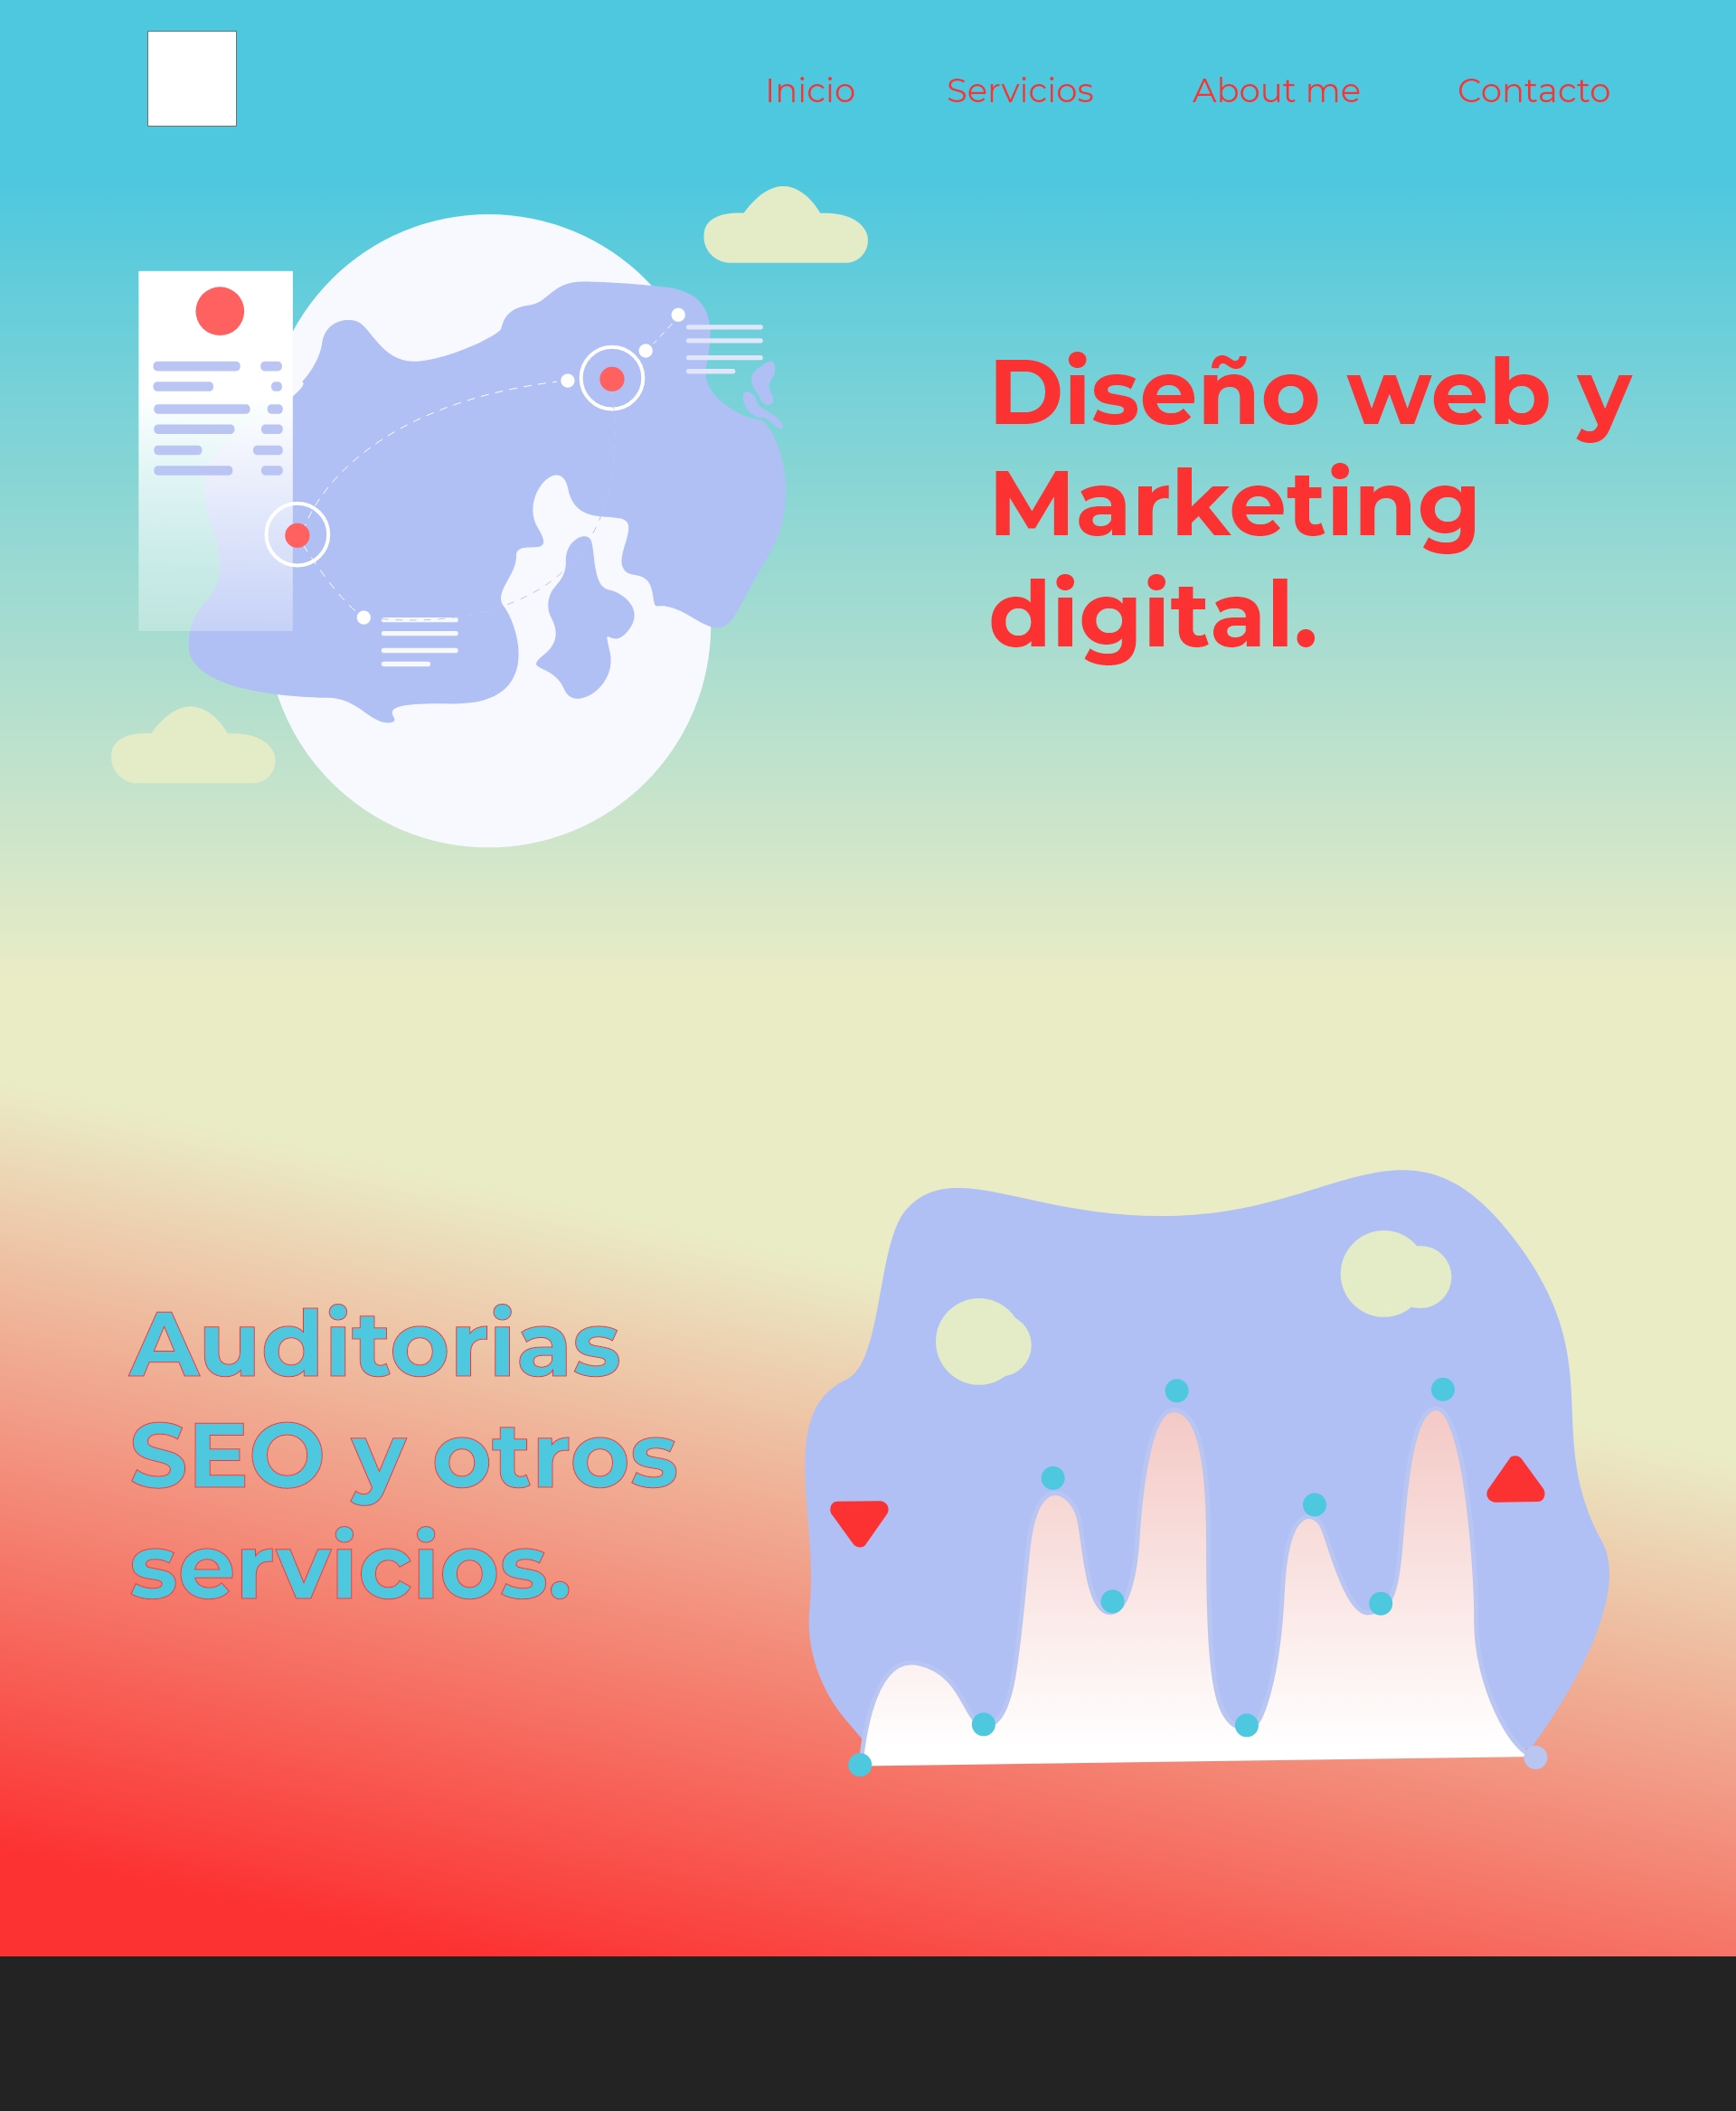 Inicio Servicios About me Contacto
Diseño web y
Marketing
digital.
Auditorias
SEO y otros
servicios.